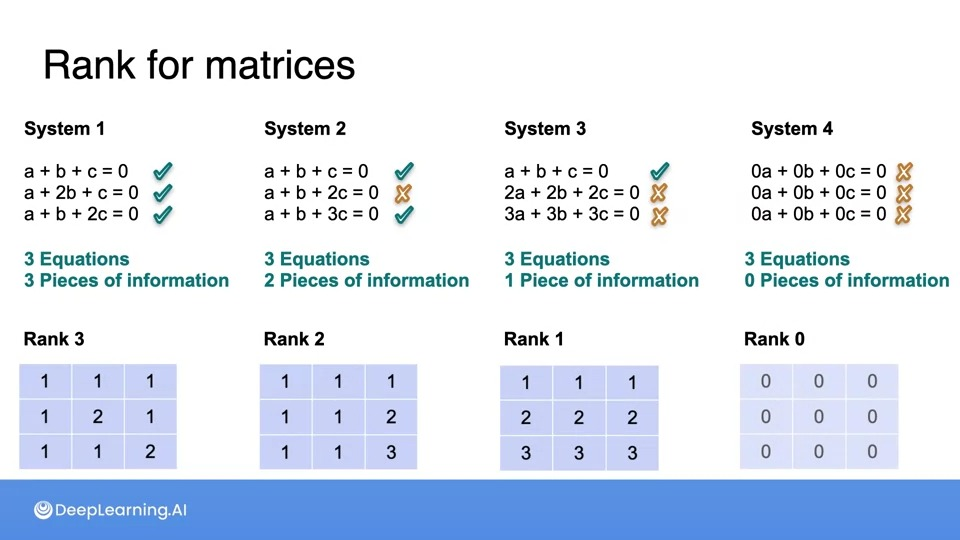 Rank for matrices
System 1
a + b + c = 0
a + 2b + c = 0
a + b + 2c = 0
3 Equations
3 Pieces of information
Rank 3
1 1 1
1 2 1
1 1 2
System 2
a + b + c = 0
a + b + 2c = 0
a + b + 3c = 0
3 Equations
2 Pieces of information
Rank 2
1 1 1
1 1 2
1 1 3
System 3
a + b + c = 0
2a + 2b + 2c = 0
3a + 3b + 3c = 0
3 Equations
1 Piece of information
Rank 1
1 1 1
2 2 2
3 3 3
System 4
0a + 0b + 0c = 0
0a + 0b + 0c = 0
0a + 0b + 0c = 0
3 Equations
0 Pieces of information
Rank 0
0 0 0
0 0 0
0 0 0
DeepLearning.AI